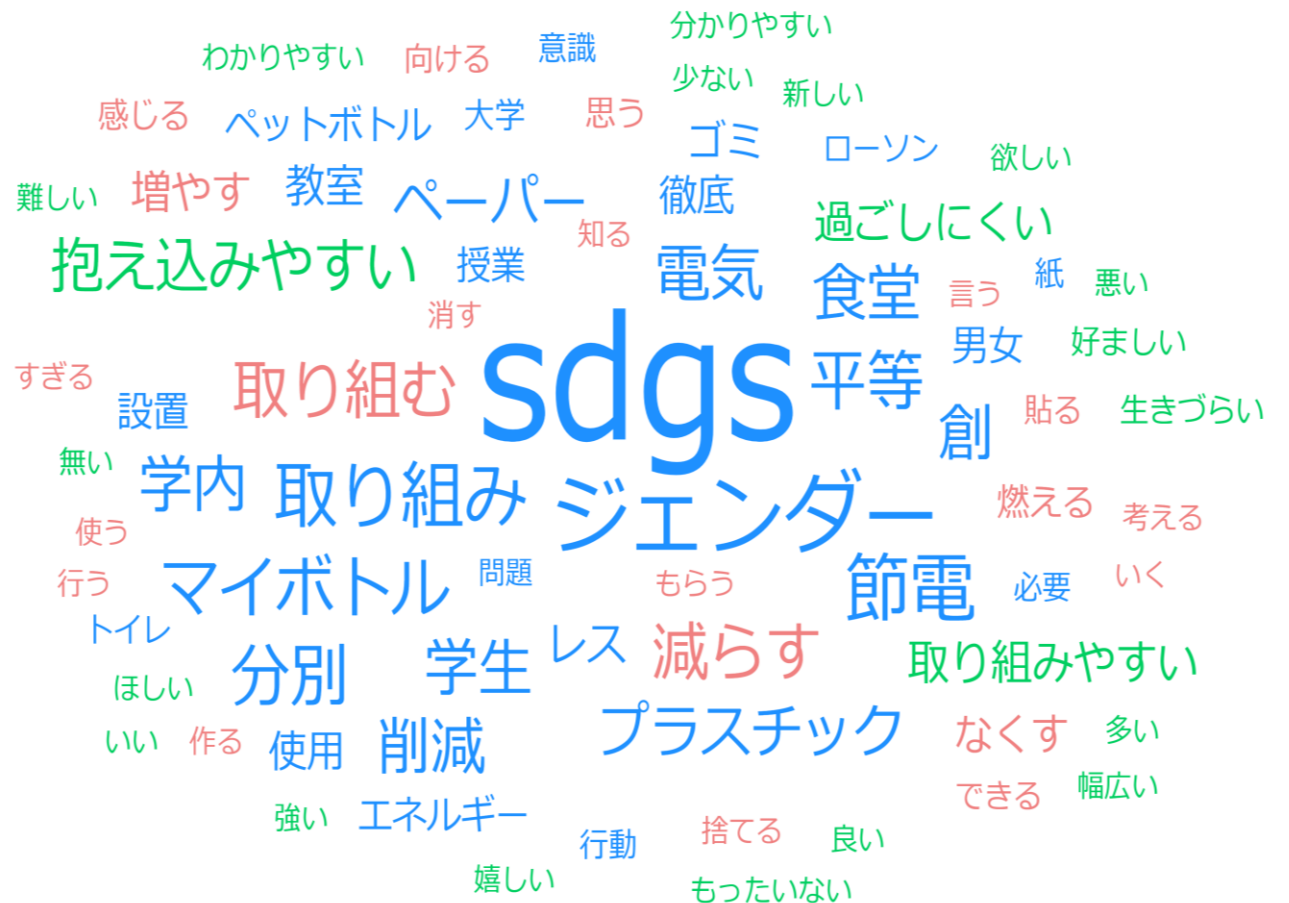 分かりやすい
わかりやすい 向ける 意識
少ない 新しい
感じる ペットボトル 大学 思う
ゴミ ローソン 欲しい
難しい 増やす 教室 ペーパー 徹底
知る 過ごしにくい
抱え込みやすい 授業 電気
食堂 言う 紙 悪い
消す
男女 好ましい
すぎる 取り組む sdgs 平等
設置 創 貼る 生きづらい
無い 学内 取り組み ジェンダー
燃える 考える
使う
行う マイボトル 問題 もらう 節電 必要 いく
トイレ
分別 学生 レス 減らす 取り組みやすい
ほしい
いい 作る 使用 削減 プラスチック なくす 多い
できる 幅広い
強い エネルギー
行動 捨てる 良い
嬉しい もったいない